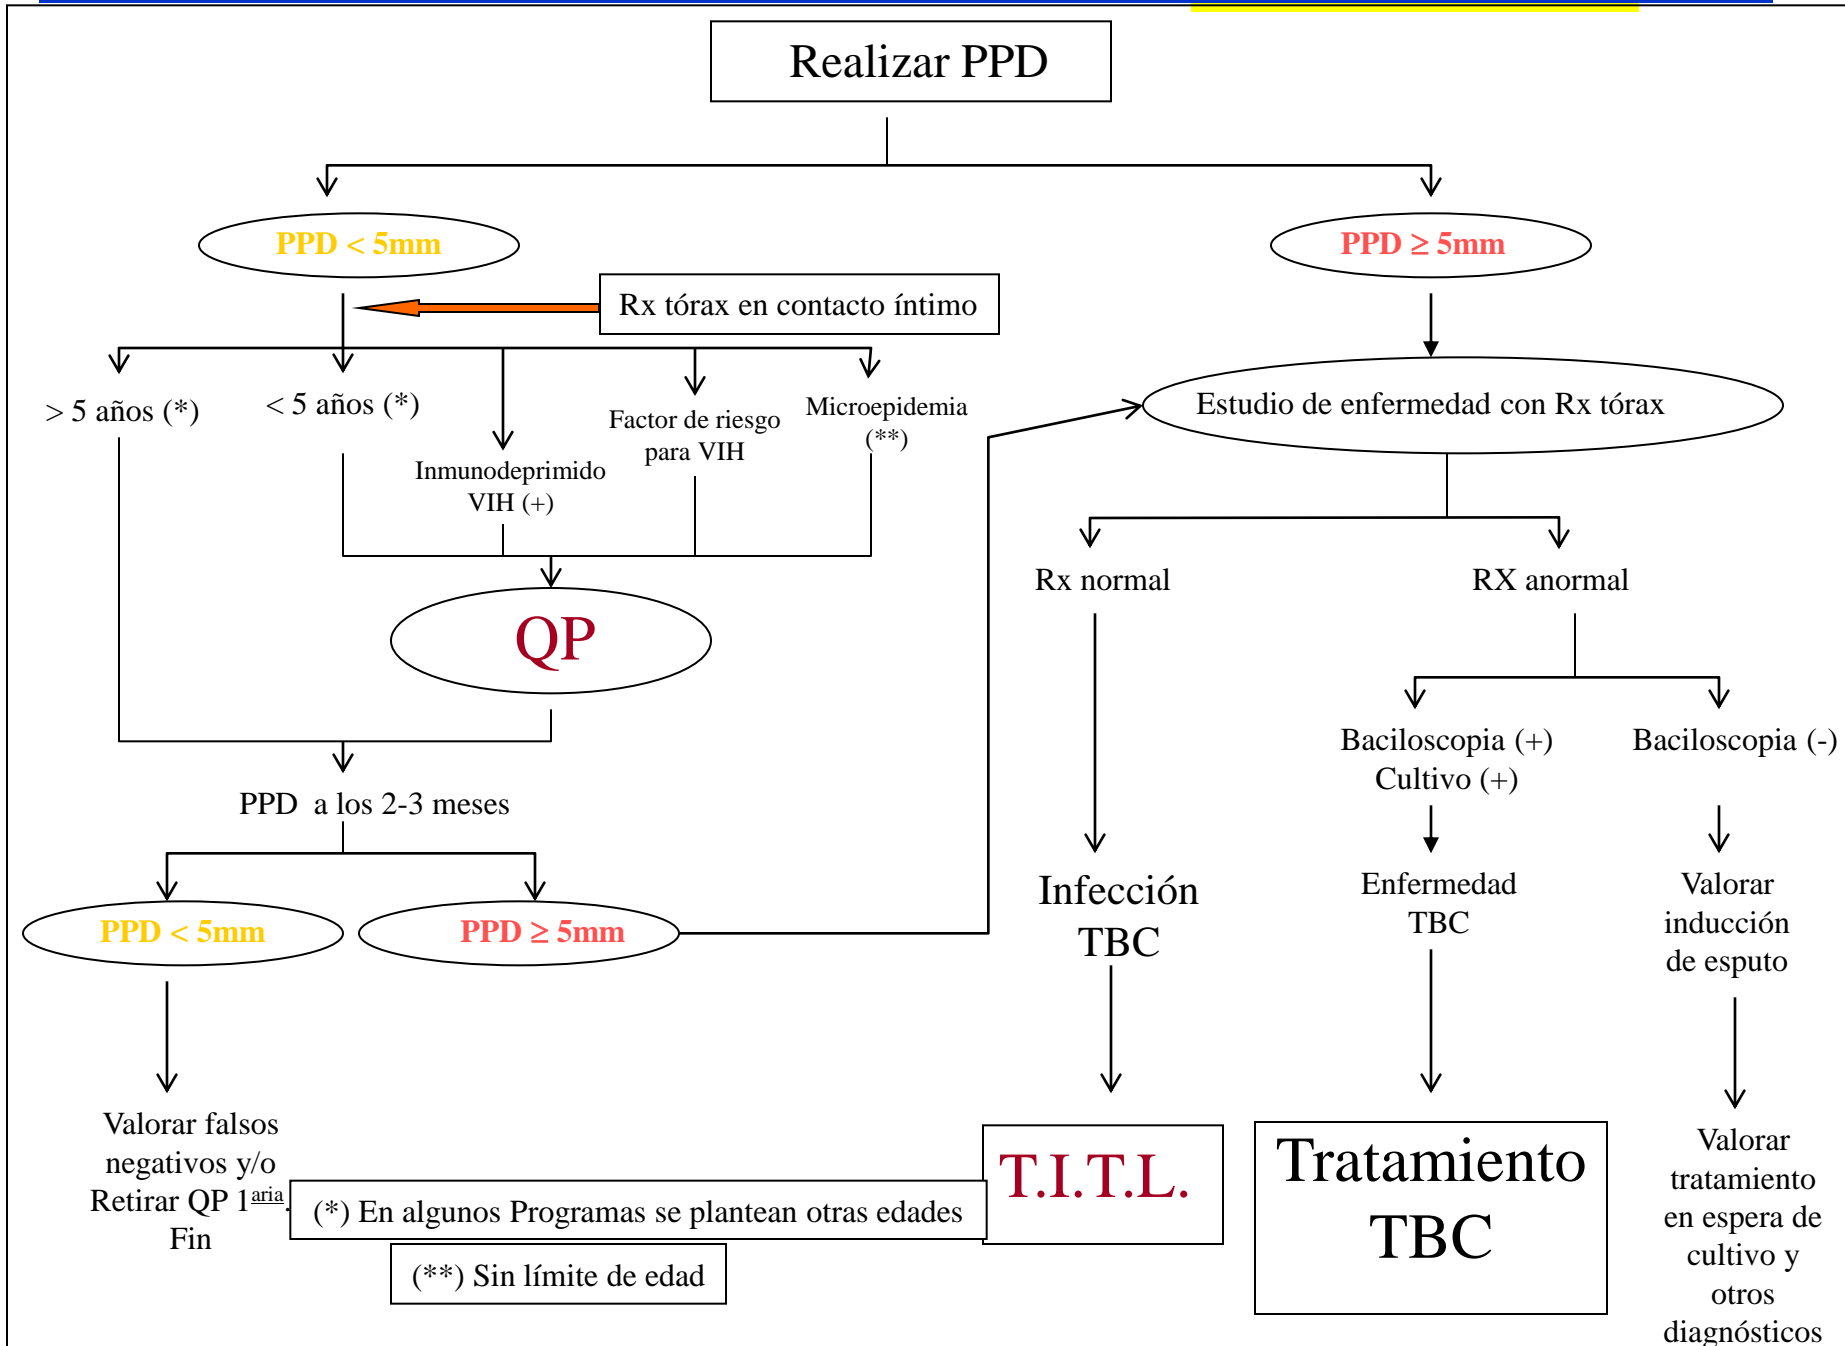 Realizar PPD
PPD < 5mm
PPD ≥ 5mm
Rx tórax en contacto íntimo
> 5 años (*)
< 5 años (*)
Inmunodeprimido
VIH (+)
Factor de riesgo
para VIH
Microepidemia
(**)
Estudio de enfermedad con Rx tórax
QP
Rx normal
RX anormal
PPD a los 2-3 meses
Baciloscopia (+)
Cultivo (+)
Baciloscopia (-)
PPD < 5mm
PPD ≥ 5mm
Infección
TBC
Enfermedad
TBC
Valorar
inducción
de esputo
Valorar falsos
negativos y/o
Retirar QP 1aria.
Fin
T.I.T.L.
Tratamiento
TBC
Valorar
tratamiento
en espera de
cultivo y
otros
diagnósticos
(*) En algunos Programas se plantean otras edades
(**) Sin límite de edad